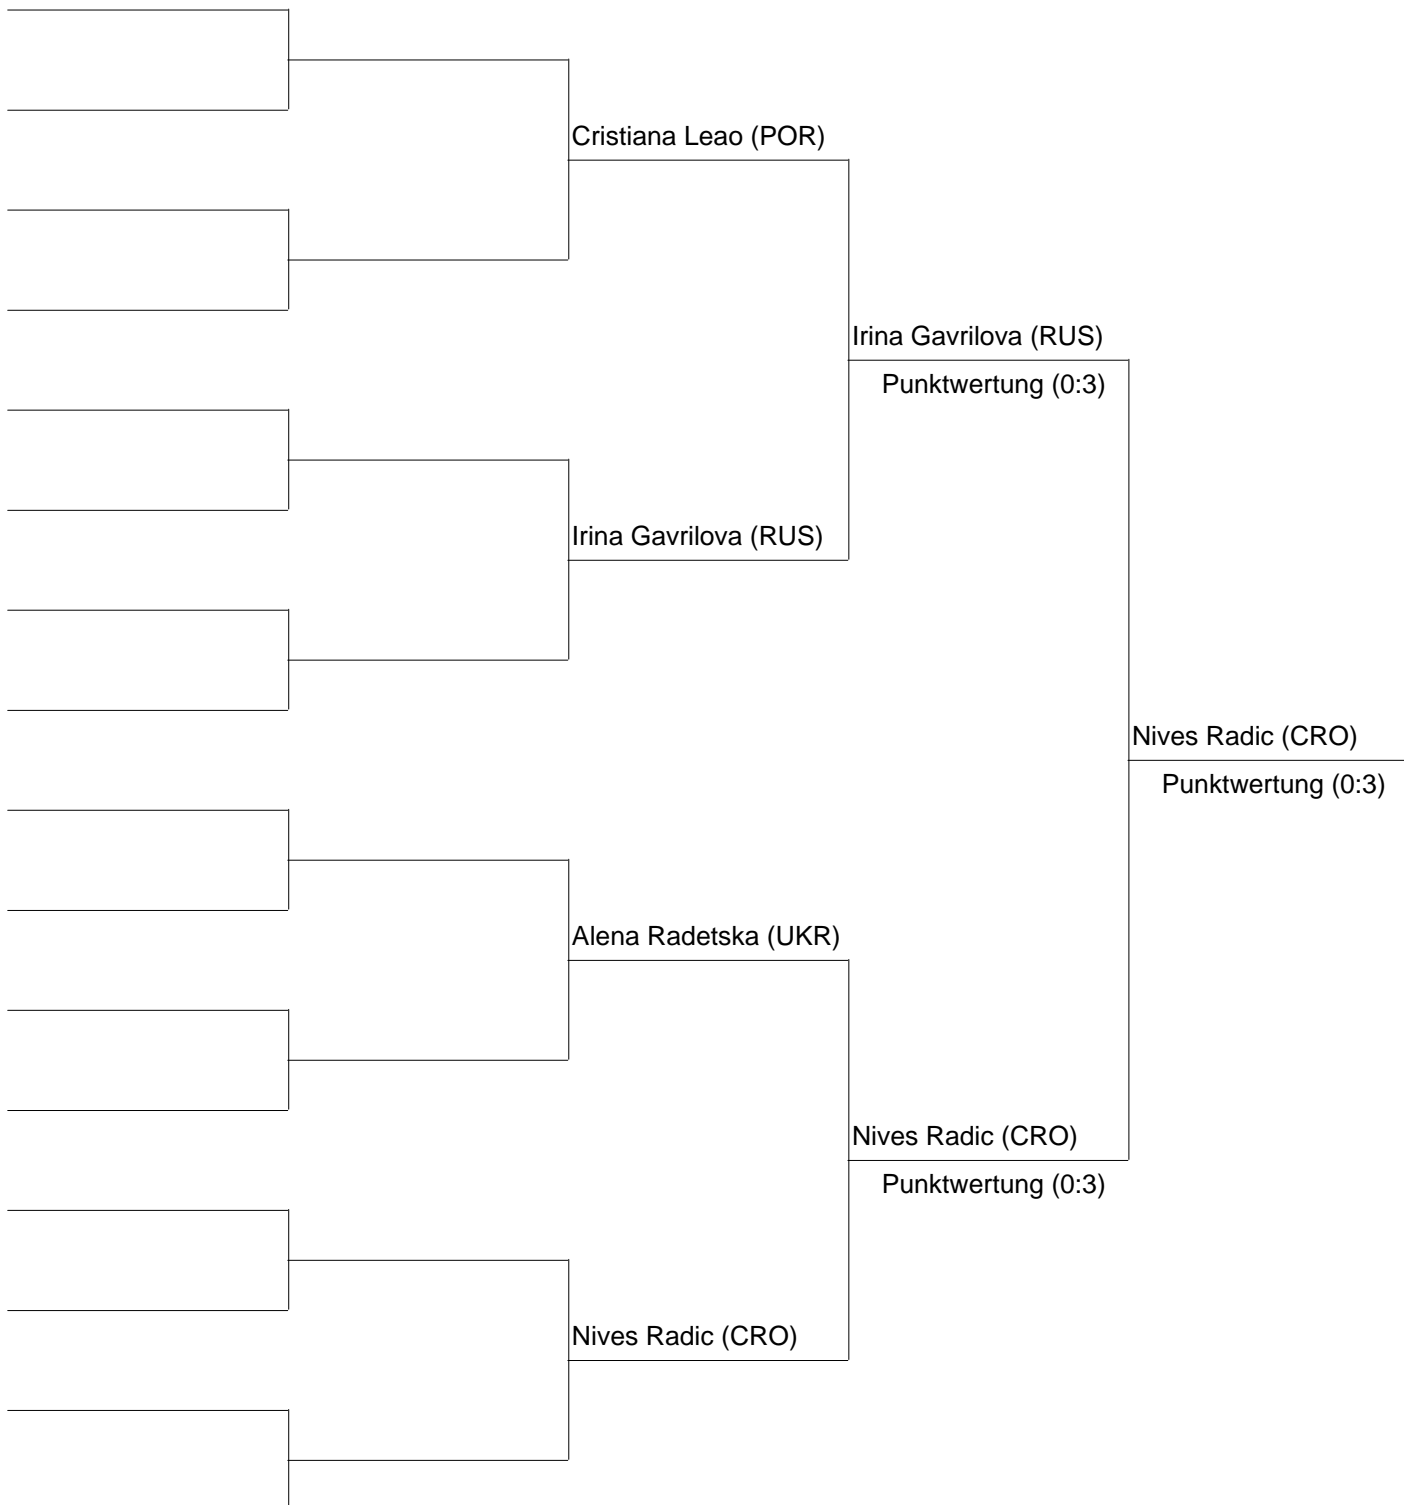 Cristiana Leao (POR)
Irina Gavrilova (RUS)
Punktwertung (0:3)
Irina Gavrilova (RUS)
Nives Radic (CRO)
Punktwertung (0:3)
Alena Radetska (UKR)
Nives Radic (CRO)
Punktwertung (0:3)
Nives Radic (CRO)